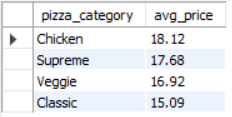 pizza_category avg_price
Chicken 18.12
Supreme 17.68
Veggie 16.92
Classic 15.09